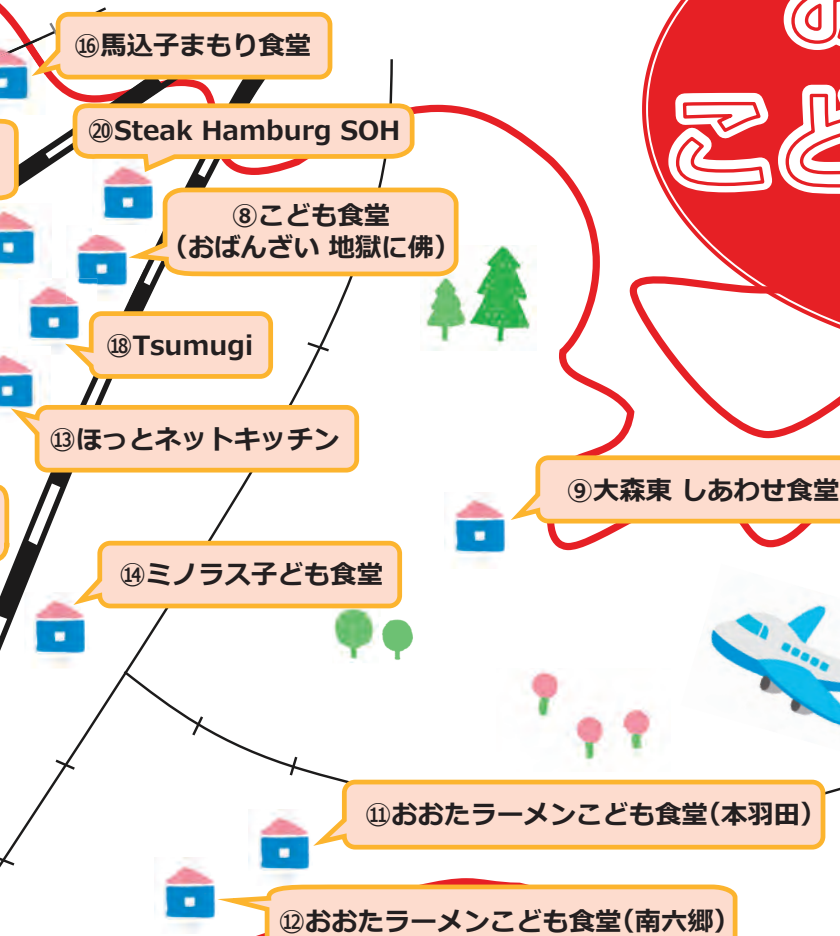 ⑯馬込子まもり食堂
⑳Steak Hamburg SOH
⑧こども食堂
（おばんざい 地獄に佛）
⑱Tsumugi
⑬ほっとネットキッチン
⑨大森東 しあわせ食堂
⑭ミノラス子ども食堂
⑪おおたラーメンこども食堂（本羽田）
⑫おおたラーメンこども食堂（南六郷）
お
こど